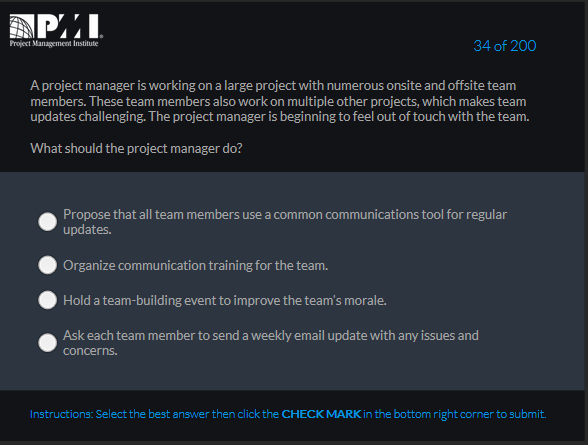 PMI
Project Management Institute
34 of 200
A project manager is working on a large project with numerous onsite and offsite team
members. These team members also work on multiple other projects, which makes team
updates challenging. The project manager is beginning to feel out of touch with the team.
What should the project manager do?
Propose that all team members use a common communications tool for regular
updates.
Organize communication training for the team.
Hold a team-building event to improve the team's morale.
Ask each team member to send a weekly email update with any issues and
concerns.
Instructions: Select the best answer then click the CHECK MARK in the bottom right corner to submit.